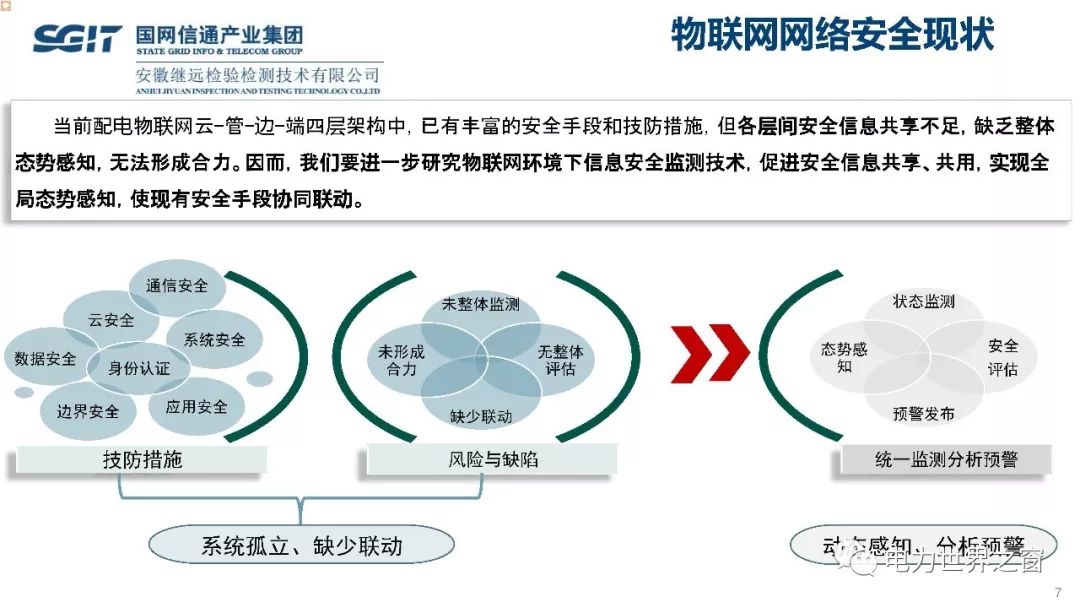 SGIT 国网信通产业集团
STATE GRID INFO & TELECOM GROUP
安徽继远检验检测技术有限公司
ANHUI JIYUAN INSPECTION AND TESTING TECHNOLOGY CO.,LTD
物联网网络安全现状
当前配电物联网云-管-边-端四层架构中，已有丰富的安全手段和技防措施，但各层间安全信息共享不足，缺乏整体
态势感知，无法形成合力。因而，我们要进一步研究物联网环境下信息安全监测技术，促进安全信息共享、共用，实现全
局态势感知，使现有安全手段协同联动。
通信安全
云安全
系统安全
数据安全
身份认证
边界安全
应用安全
技防措施
未整体监测
未形成
合力
无整体
评估
缺少联动
风险与缺陷
系统孤立、缺少联动
状态监测
态势感
知
安全
评估
预警发布
统一监测分析预警
动态感知、分析预警
电力世界之窗
7